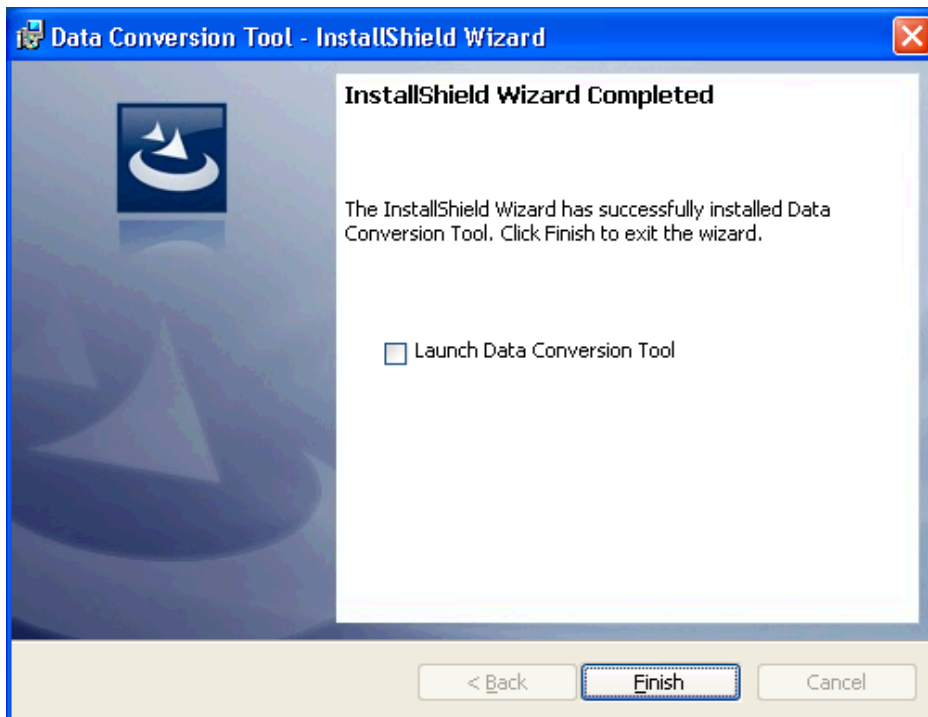 Data Conversion Tool - InstallShield Wizard
InstallShield Wizard Completed
The InstallShield Wizard has successfully installed Data
Conversion Tool. Click Finish to exit the wizard.
Launch Data Conversion Tool
< Back
Finish
Cancel